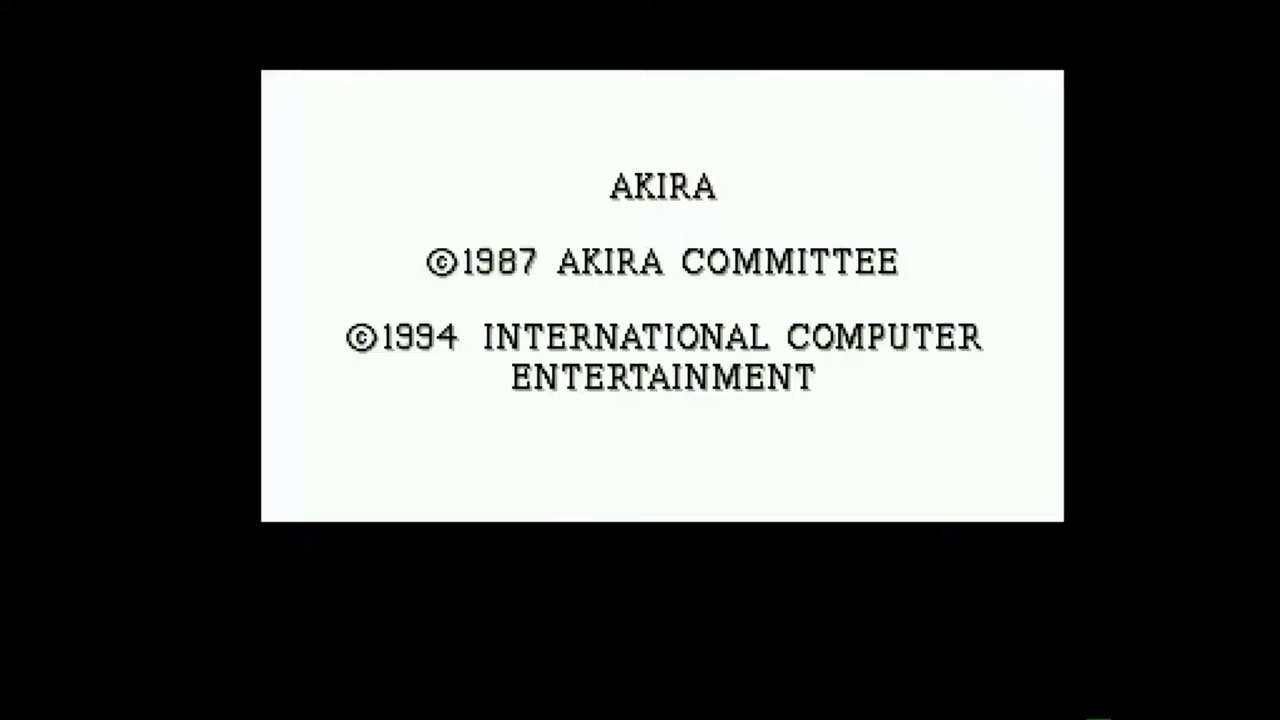 AKIRA
©1987 AKIRA COMMITTEE
©1994 INTERNATIONAL COMPUTER
ENTERTAINMENT